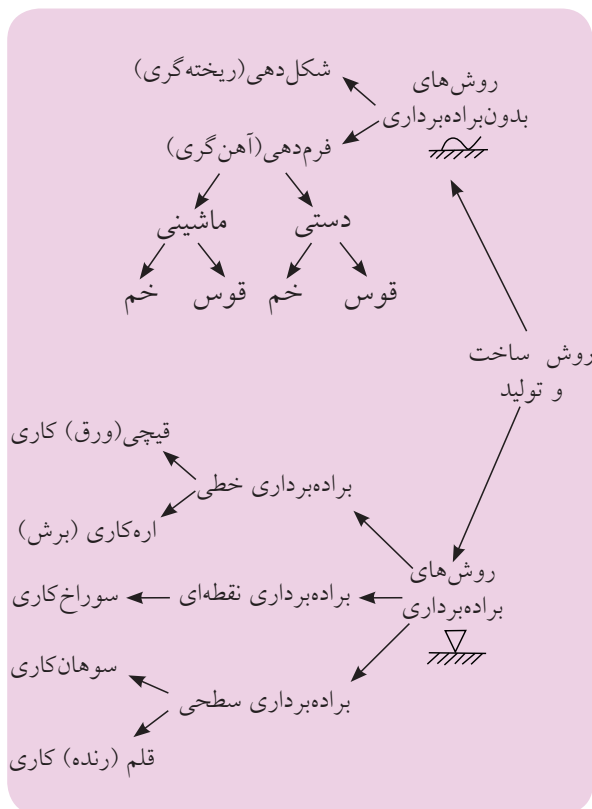 شکل‌دهی(ریخته‌گری)
روش‌های
بدون‌براده‌برداری
فرم‌دهی(آهن‌گری)
دستی
ماشینی
قوس
خم
قوس
خم
روش ساخت
و تولید
قیچی(ورق) کاری
براده‌برداری خطی
اره‌کاری (برش)
روش‌های
براده‌برداری
براده‌برداری نقطه‌ای
سوراخ‌کاری
سوهان‌کاری
براده‌برداری سطحی
قلم (رنده) کاری